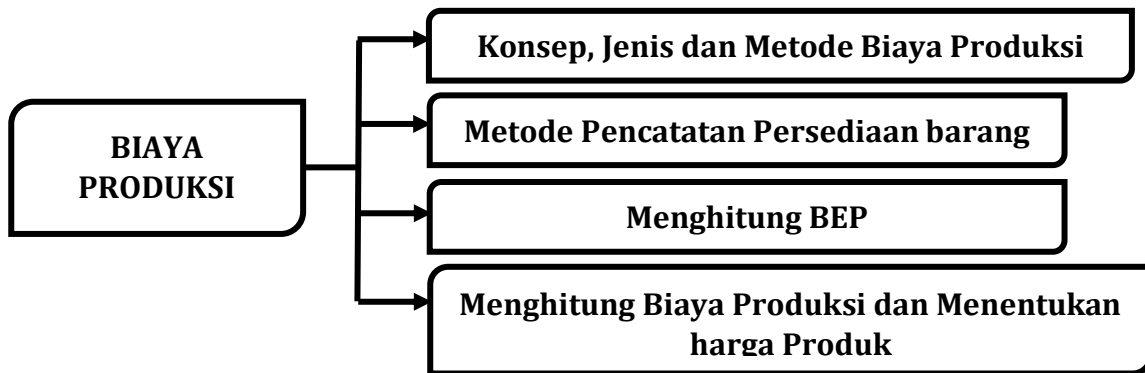 Konsep, Jenis dan Metode Biaya Produksi
BIAYA
PRODUKSI
Metode Pencatatan Persediaan barang
Menghitung BEP
Menghitung Biaya Produksi dan Menentukan
harga Produk